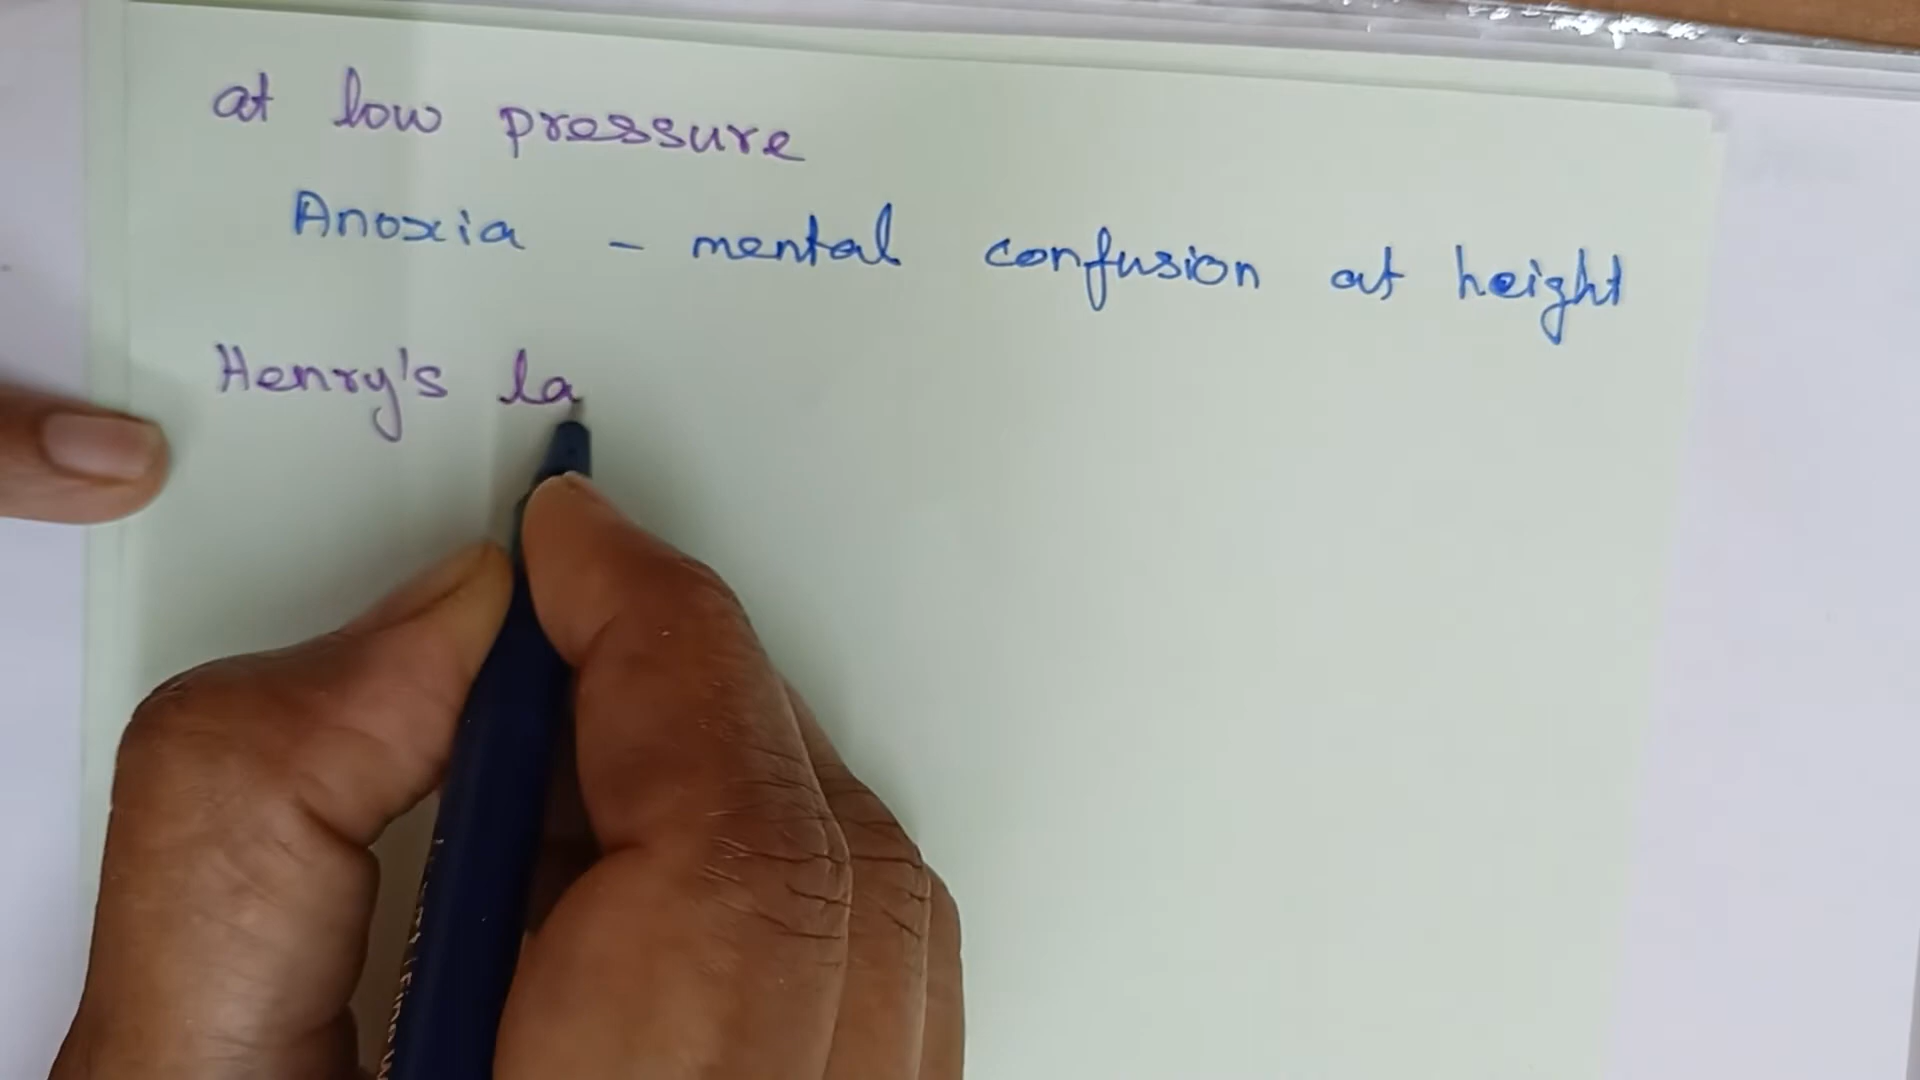 at low pressure
Anoxia - mental confusion at height
Henry's la